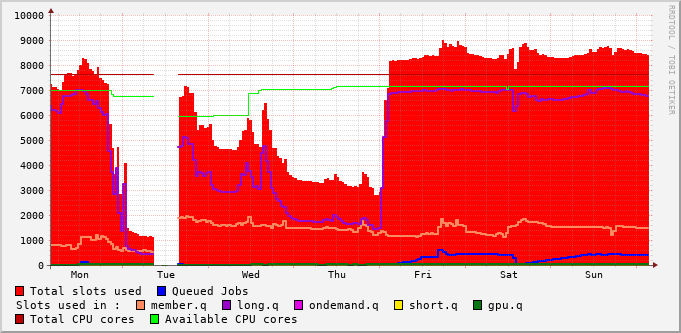 RRDTOOL / TOBI OETIKER
10000
9000
8000
7000
6000
5000
4000
3000
2000
1000
0
Mon Tue Wed Thu Fri Sat Sun
Total slots used Queued Jobs
Slots used in : member.q long.q ondemand.q short.q gpu.q
Total CPU cores Available CPU cores